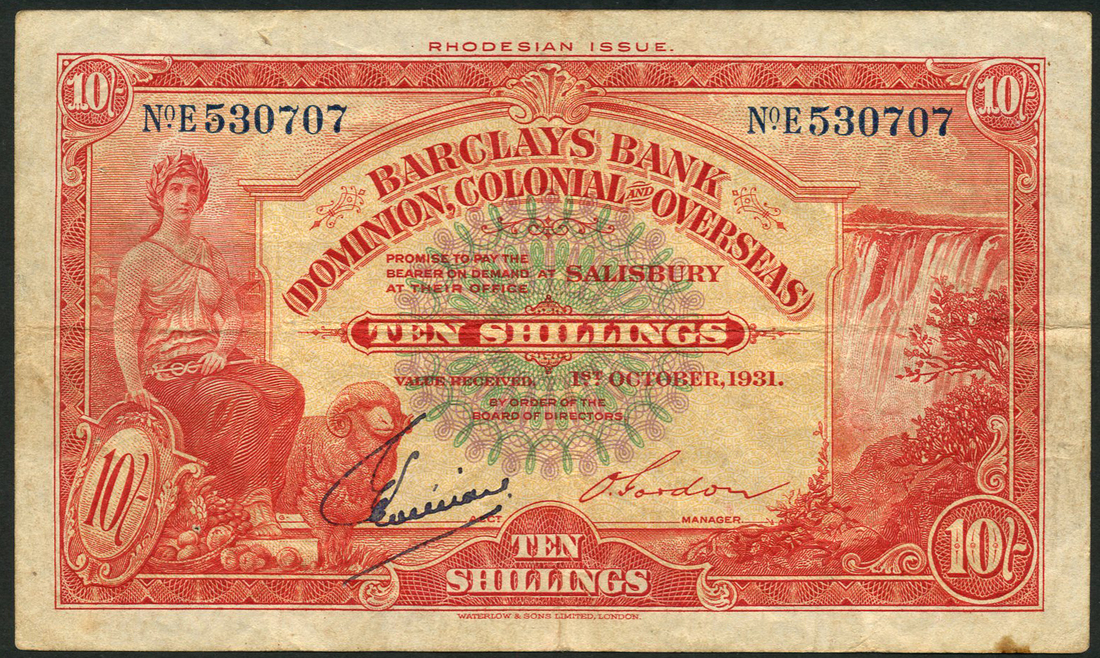 RHODESIAN ISSUE.
10/-
10/-
NO. E 530707
NO. E 530707
BARCLAYS BANK
(DOMINION, COLONIAL AND OVERSEAS)
PROMISE TO PAY THE
BEARER ON DEMAND AT SALISBURY
AT THEIR OFFICE
TEN SHILLINGS
VALUE RECEIVED, 1ST OCTOBER, 1931.
BY ORDER OF THE
BOARD OF DIRECTORS
10/-
MANAGER
10/-
TEN
SHILLINGS
WATERLOW & SONS LIMITED, LONDON.